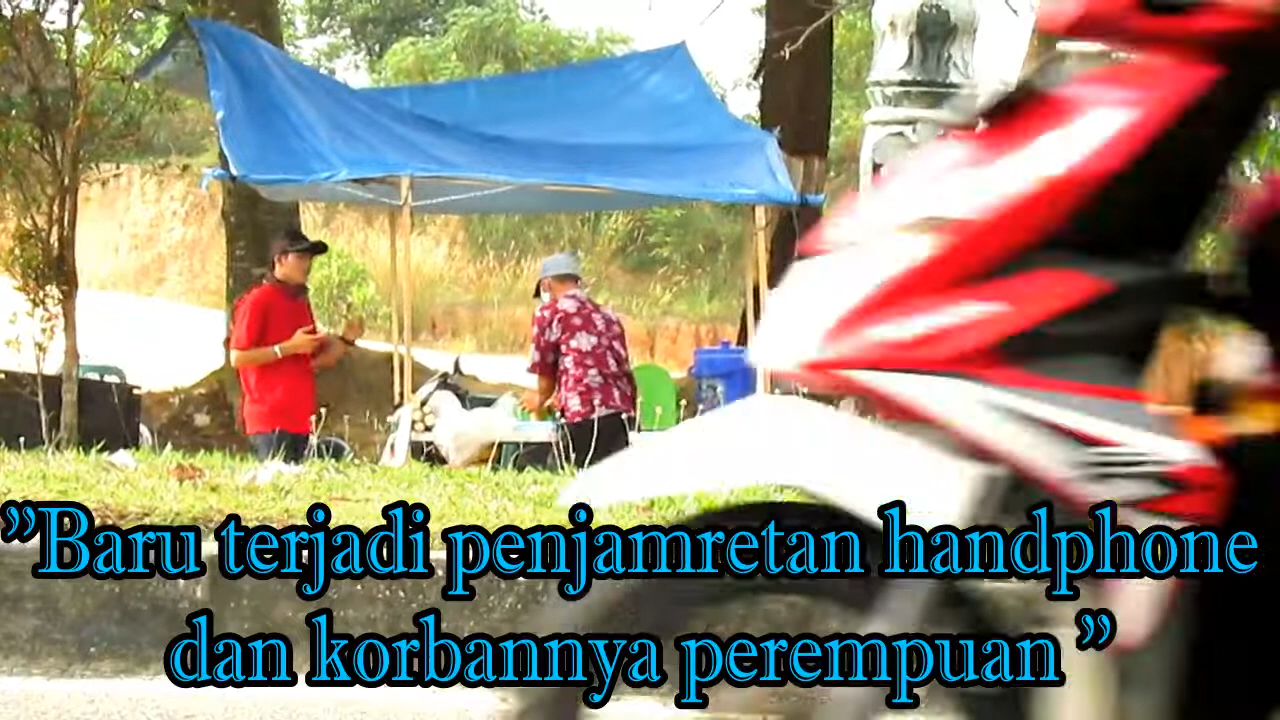 ”Baru terjadi penjamretan handphone
dan korbannya perempuan ”